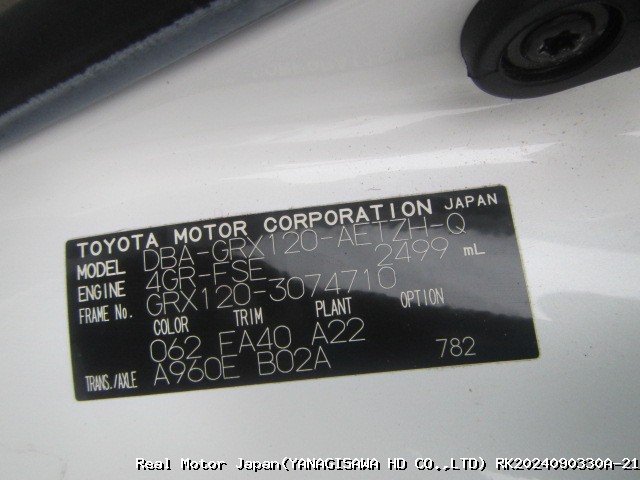 TOYOTA MOTOR CORPORATION JAPAN
MODEL DBA-GRX120-AETZH-Q
ENGINE 4GR-FSE 2499 mL
FRAME No. GRX120-3074710
COLOR TRIM PLANT OPTION
062 FA40 A22
TRANS./AXLE A960E B02A 782
Real Motor Japan(YANAGISAWA HD CO.,LTD) RK2024090330A-21